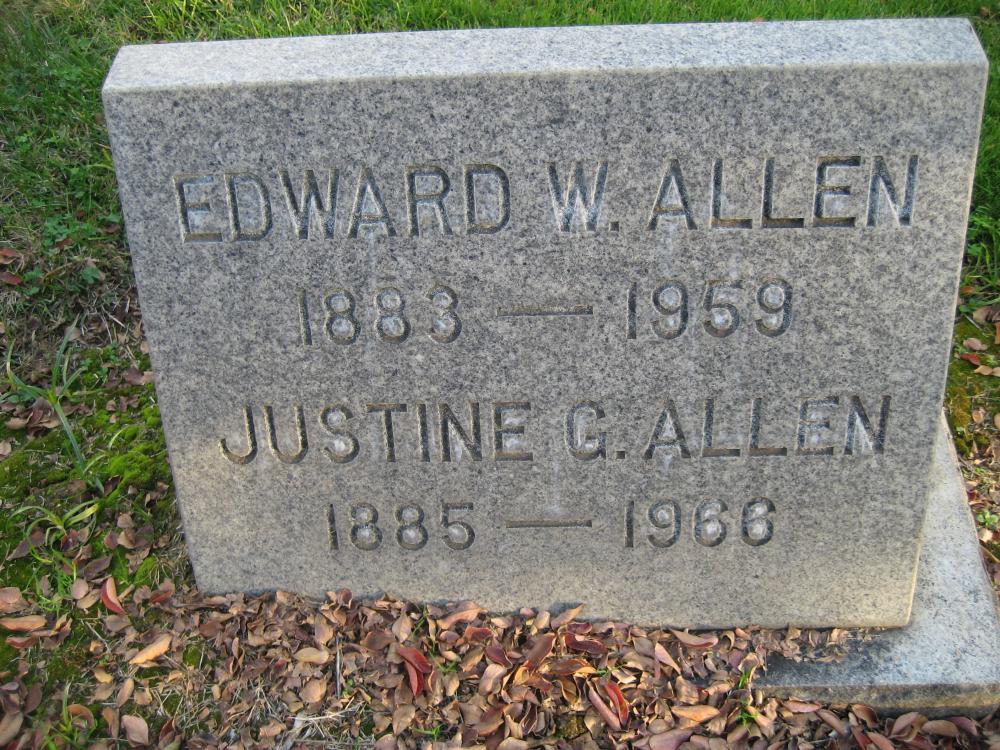 EDWARD W. ALLEN
1883 — 1959
JUSTINE G. ALLEN
1885 — 1966